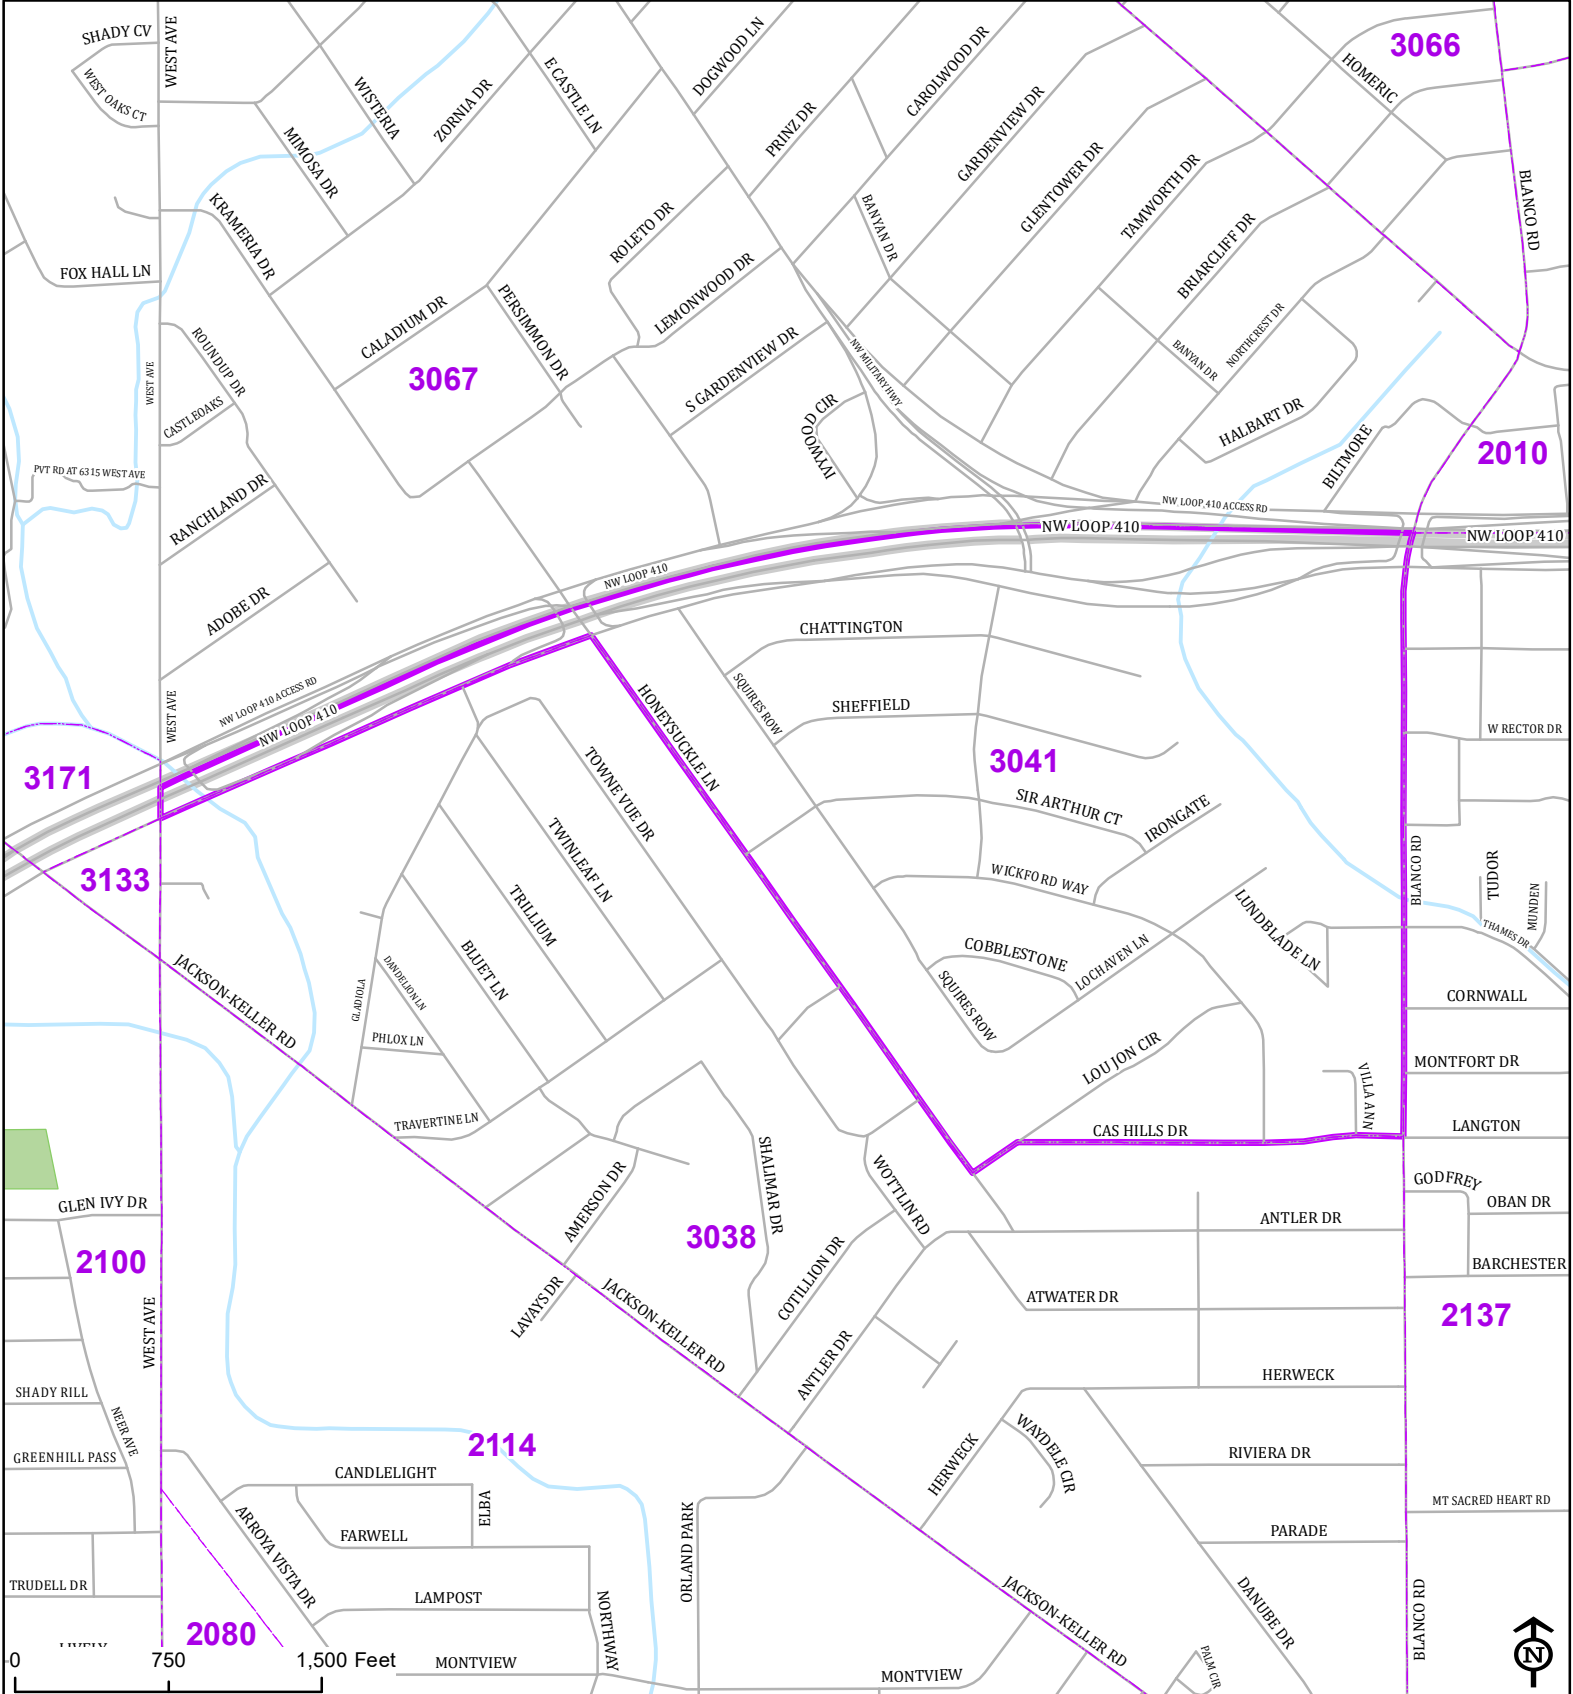 SHADY CV
WEST AVE
WEST OAKS CT
WISTERIA
ZORNIA DR
E CASTLE LN
DOGWOOD LN
PRINZ DR
CAROLWOOD DR
3066
HOMERIC
MIMOSA DR
GARDENVIEW DR
GLENTOWER DR
TAMWORTH DR
BLANCO RD
KRAMERIA DR
ROLETO DR
BANYAN DR
BRIARCLIFF DR
FOX HALL LN
LEMONWOOD DR
CALADIUM DR
PERSIMMON DR
ROUNDUP DR
WEST AVE
3067
S GARDENVIEW DR
NW MILITARY HWY
BANYAN DR
NORTHCREST DR
CASTLEOAKS
IVYWOOD CIR
HALBART DR
BILTMORE
2010
PVT RD AT 6315 WEST AVE
RANCHLAND DR
NW LOOP 410 ACCESS RD
NW LOOP 410
NW LOOP 410
NW LOOP 410
ADOBE DR
CHATTINGTON
NW LOOP 410 ACCESS RD
WEST AVE
NW LOOP 410
HONEYSUCKLE LN
SQUIRES ROW
SHEFFIELD
W RECTOR DR
3171
3041
TOWNE VUE DR
SIR ARTHUR CT
IRONGATE
TWINLEAF LN
3133
WICKFORD WAY
BLANCO RD
TUDOR
MUNDEN
TRILLIUM
LUNDBLADE LN
THAMES DR
BLUET LN
COBBLESTONE
LOCHAVEN LN
JACKSON-KELLER RD
DANDELION LN
GLADIOLA
SQUIRES ROW
CORNWALL
PHLOX LN
LOU JON CIR
MONTFORT DR
VILLA ANN
TRAVERTINE LN
CAS HILLS DR
LANGTON
SHALIMAR DR
AMERSON DR
WOTTLIN RD
GODFREY
OBAN DR
GLEN IVY DR
3038
ANTLER DR
2100
COTILLION DR
BARCHESTER
LAVAYS DR
JACKSON-KELLER RD
ATWATER DR
2137
WEST AVE
ANTLER DR
HERWECK
SHADY RILL
NEER AVE
2114
WAYDELE CIR
HERWECK
GREENHILL PASS
RIVIERA DR
CANDLELIGHT
ELBA
MT SACRED HEART RD
ARROYA VISTA DR
FARWELL
ORLAND PARK
PARADE
TRUDELL DR
LAMPOST
NORTHWAY
JACKSON-KELLER RD
DANUBE DR
BLANCO RD
2080
LIVELY
MONTVIEW
MONTVIEW
PALM CIR
0 750 1,500 Feet
N